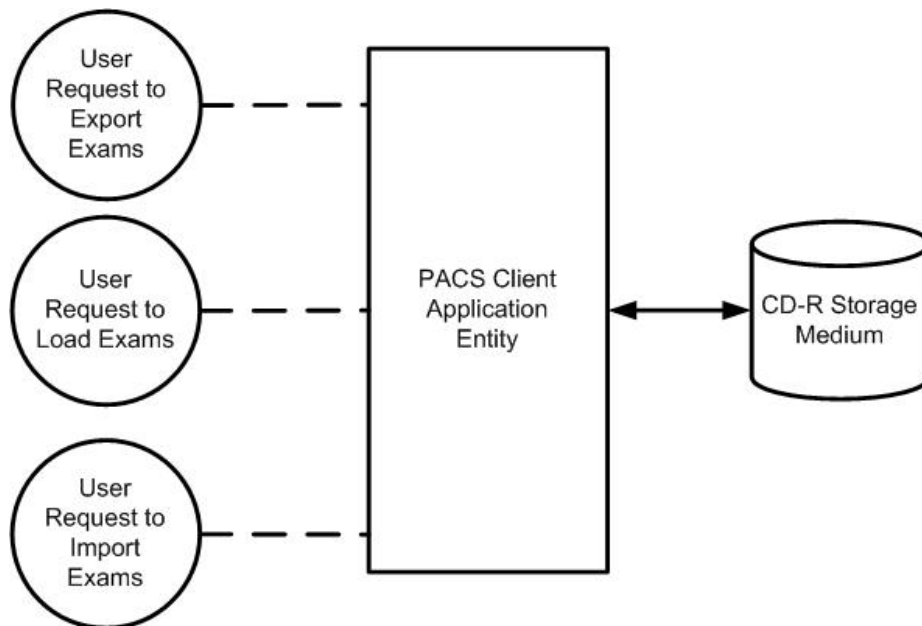 User
Request to
Export
Exams
User
Request to
Load Exams
User
Request to
Import
Exams
PACS Client
Application
Entity
CD-R Storage
Medium